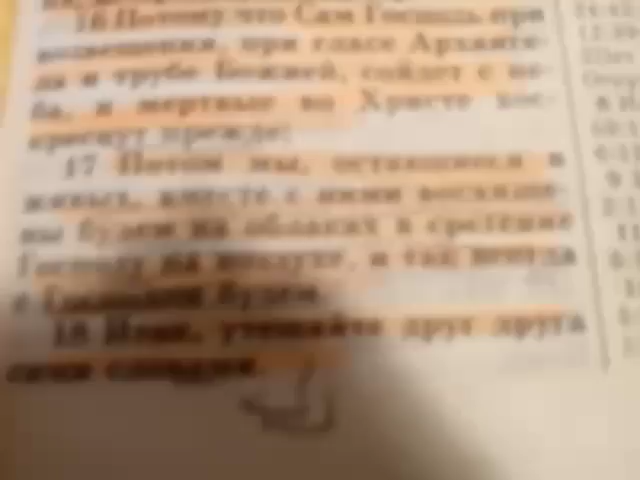 16 Потому что Сам Господь при
возвещении, при гласе Арханге-
ла и трубе Божией, сойдет с не-
ба, и мертвые во Христе вос-
креснут прежде;
17 Потом мы, оставшиеся в
живых, вместе с ними восхище-
ны будем на облаках в сретение
Господу на воздухе, и так всегда
с Господом будем.
18 Итак, утешайте друг друга
сими словами.